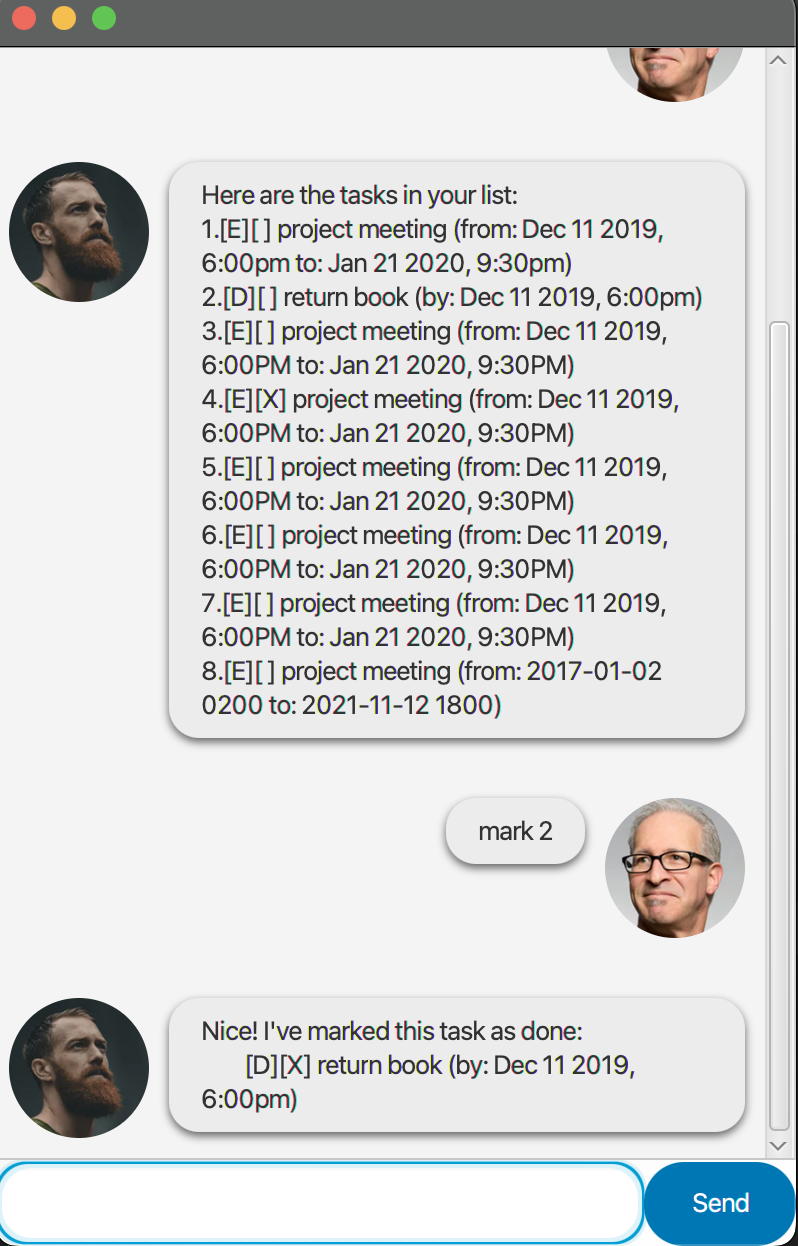 Here are the tasks in your list:
1.[E][ ] project meeting (from: Dec 11 2019,
6:00pm to: Jan 21 2020, 9:30pm)
2.[D][ ] return book (by: Dec 11 2019, 6:00pm)
3.[E][ ] project meeting (from: Dec 11 2019,
6:00PM to: Jan 21 2020, 9:30PM)
4.[E][X] project meeting (from: Dec 11 2019,
6:00PM to: Jan 21 2020, 9:30PM)
5.[E][ ] project meeting (from: Dec 11 2019,
6:00PM to: Jan 21 2020, 9:30PM)
6.[E][ ] project meeting (from: Dec 11 2019,
6:00PM to: Jan 21 2020, 9:30PM)
7.[E][ ] project meeting (from: Dec 11 2019,
6:00PM to: Jan 21 2020, 9:30PM)
8.[E][ ] project meeting (from: 2017-01-02
0200 to: 2021-11-12 1800)
mark 2
Nice! I've marked this task as done:
[D][X] return book (by: Dec 11 2019,
6:00pm)
Send